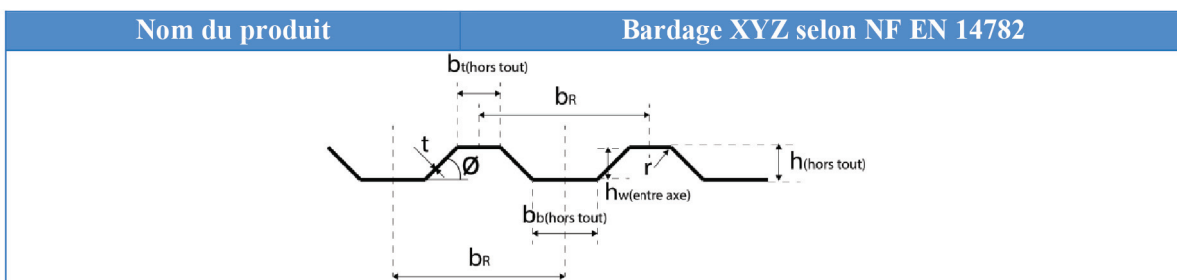 Nom du produit
Bardage XYZ selon NF EN 14782
bt(hors tout)
bR
t
Ø
r
h(hors tout)
hw(entre axe)
bb(hors tout)
bR